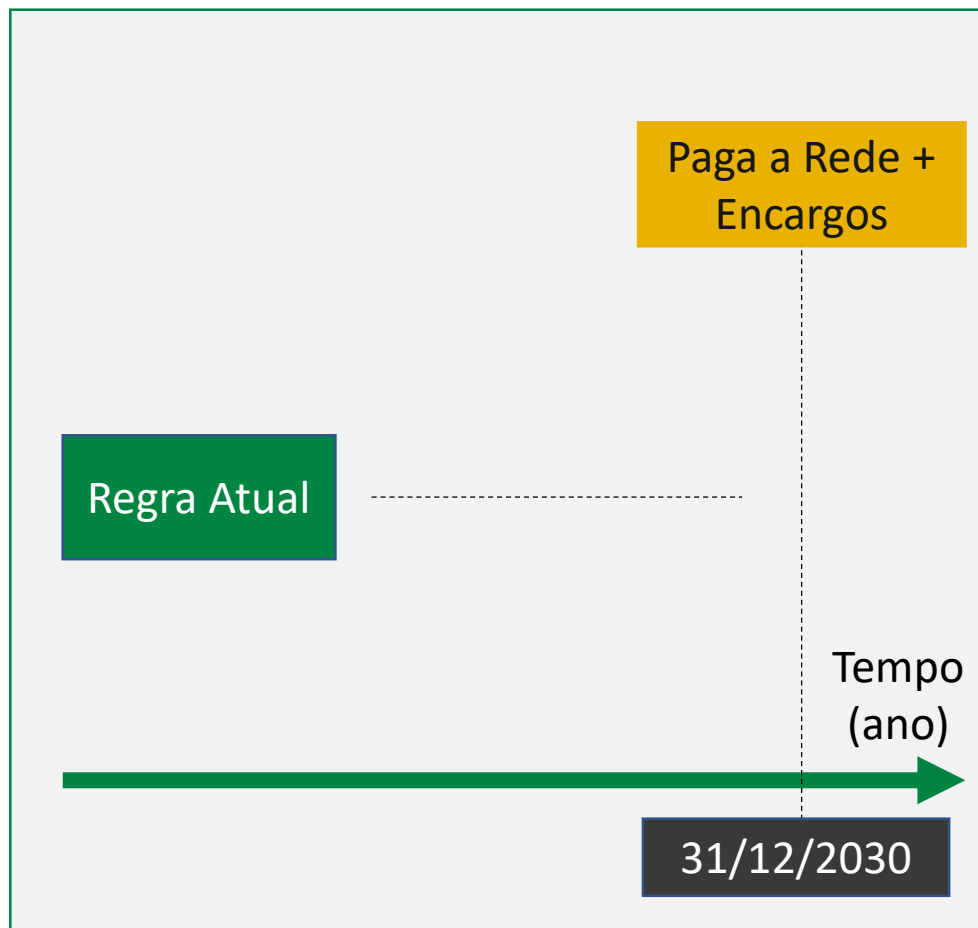 Paga a Rede +
Encargos
Regra Atual
Tempo
(ano)
31/12/2030